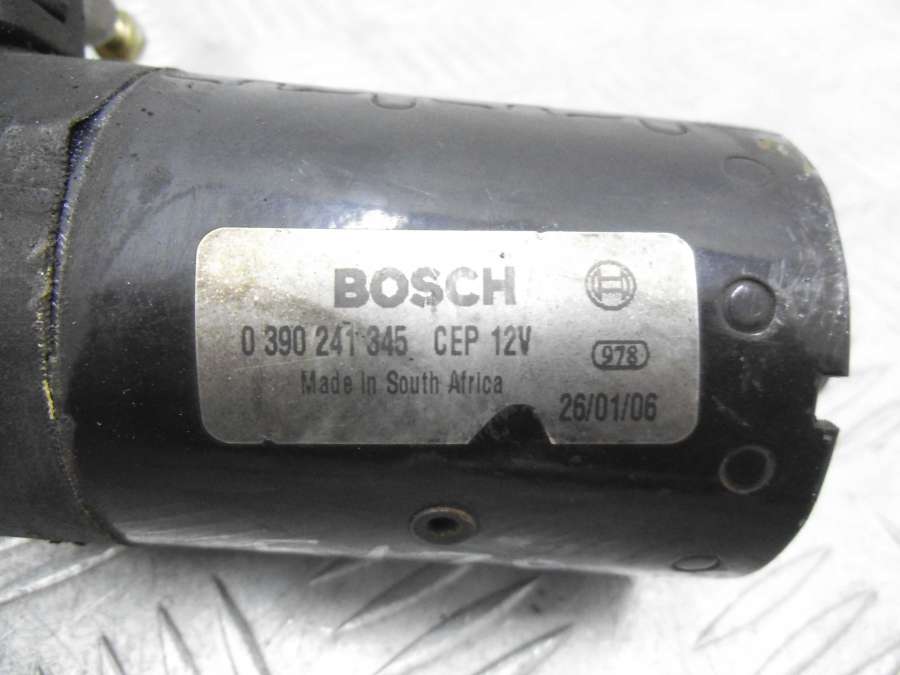 BOSCH
0 390 241 345 CEP 12V
978
Made in South Africa
26/01/06